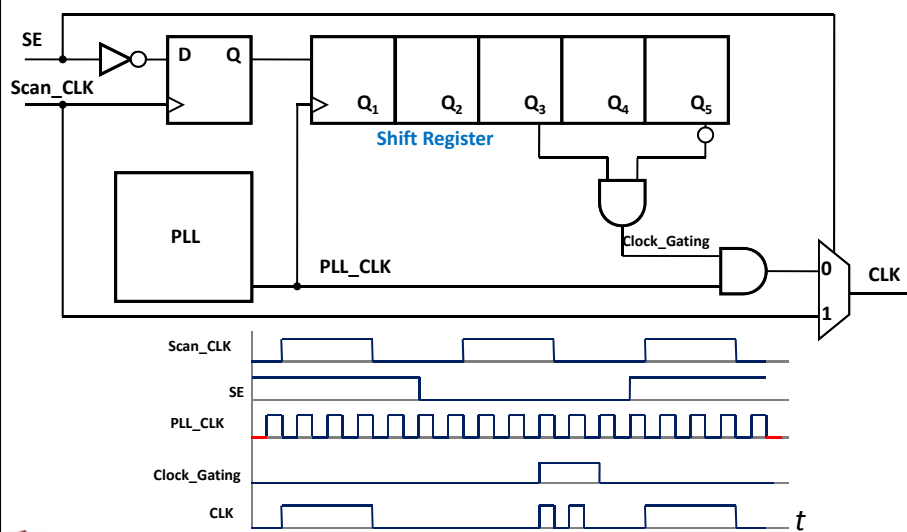 SE
D Q
Scan_CLK
Q1 Q2 Q3 Q4 Q5
Shift Register
PLL
Clock_Gating
PLL_CLK
0
CLK
1
Scan_CLK
SE
PLL_CLK
Clock_Gating
CLK
t